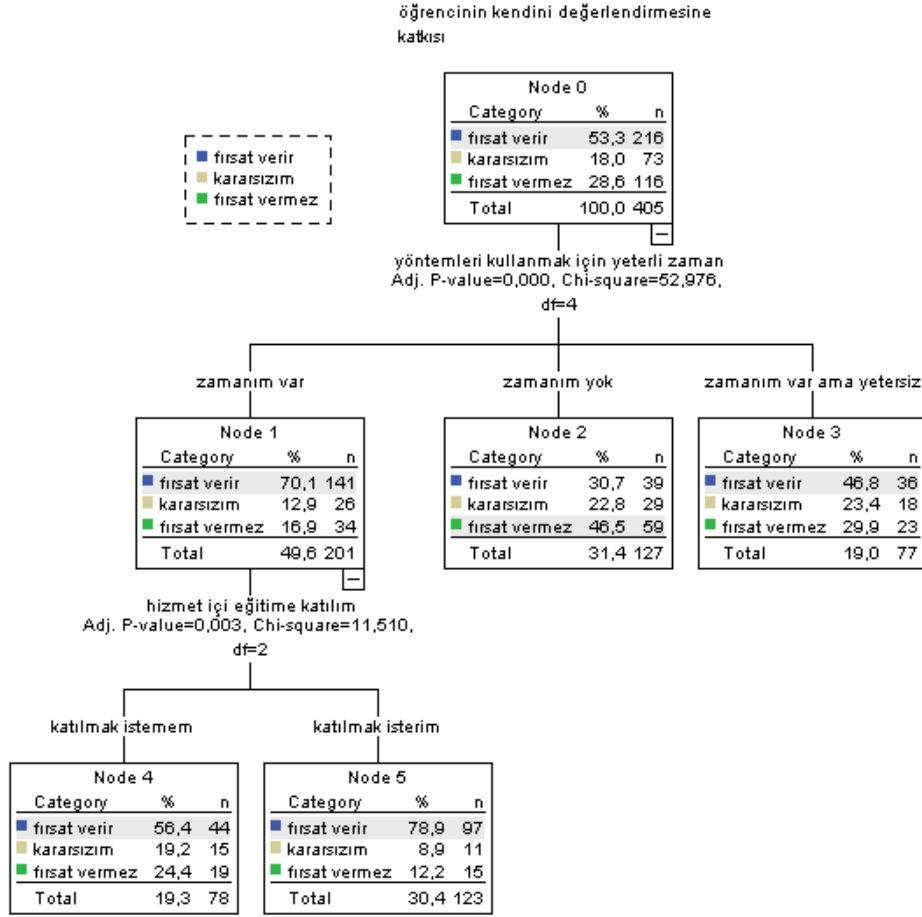 öğrencinin kendini değerlendirmesine
katkısı
Node 0
Category % n
fırsat verir 53,3 216
kararsızım 18,0 73
fırsat vermez 28,6 116
Total 100,0 405
fırsat verir
kararsızım
fırsat vermez
yöntemleri kullanmak için yeterli zaman
Adj. P-value=0,000, Chi-square=52,976,
df=4
zamanım var
zamanım yok
zamanım var ama yetersiz
Node 1
Category % n
fırsat verir 70,1 141
kararsızım 12,9 26
fırsat vermez 16,9 34
Total 49,6 201
Node 2
Category % n
fırsat verir 30,7 39
kararsızım 22,8 29
fırsat vermez 46,5 59
Total 31,4 127
Node 3
Category % n
fırsat verir 46,8 36
kararsızım 23,4 18
fırsat vermez 29,9 23
Total 19,0 77
hizmet içi eğitime katılım
Adj. P-value=0,003, Chi-square=11,510,
df=2
katılmak istemem
katılmak isterim
Node 4
Category % n
fırsat verir 56,4 44
kararsızım 19,2 15
fırsat vermez 24,4 19
Total 19,3 78
Node 5
Category % n
fırsat verir 78,9 97
kararsızım 8,9 11
fırsat vermez 12,2 15
Total 30,4 123